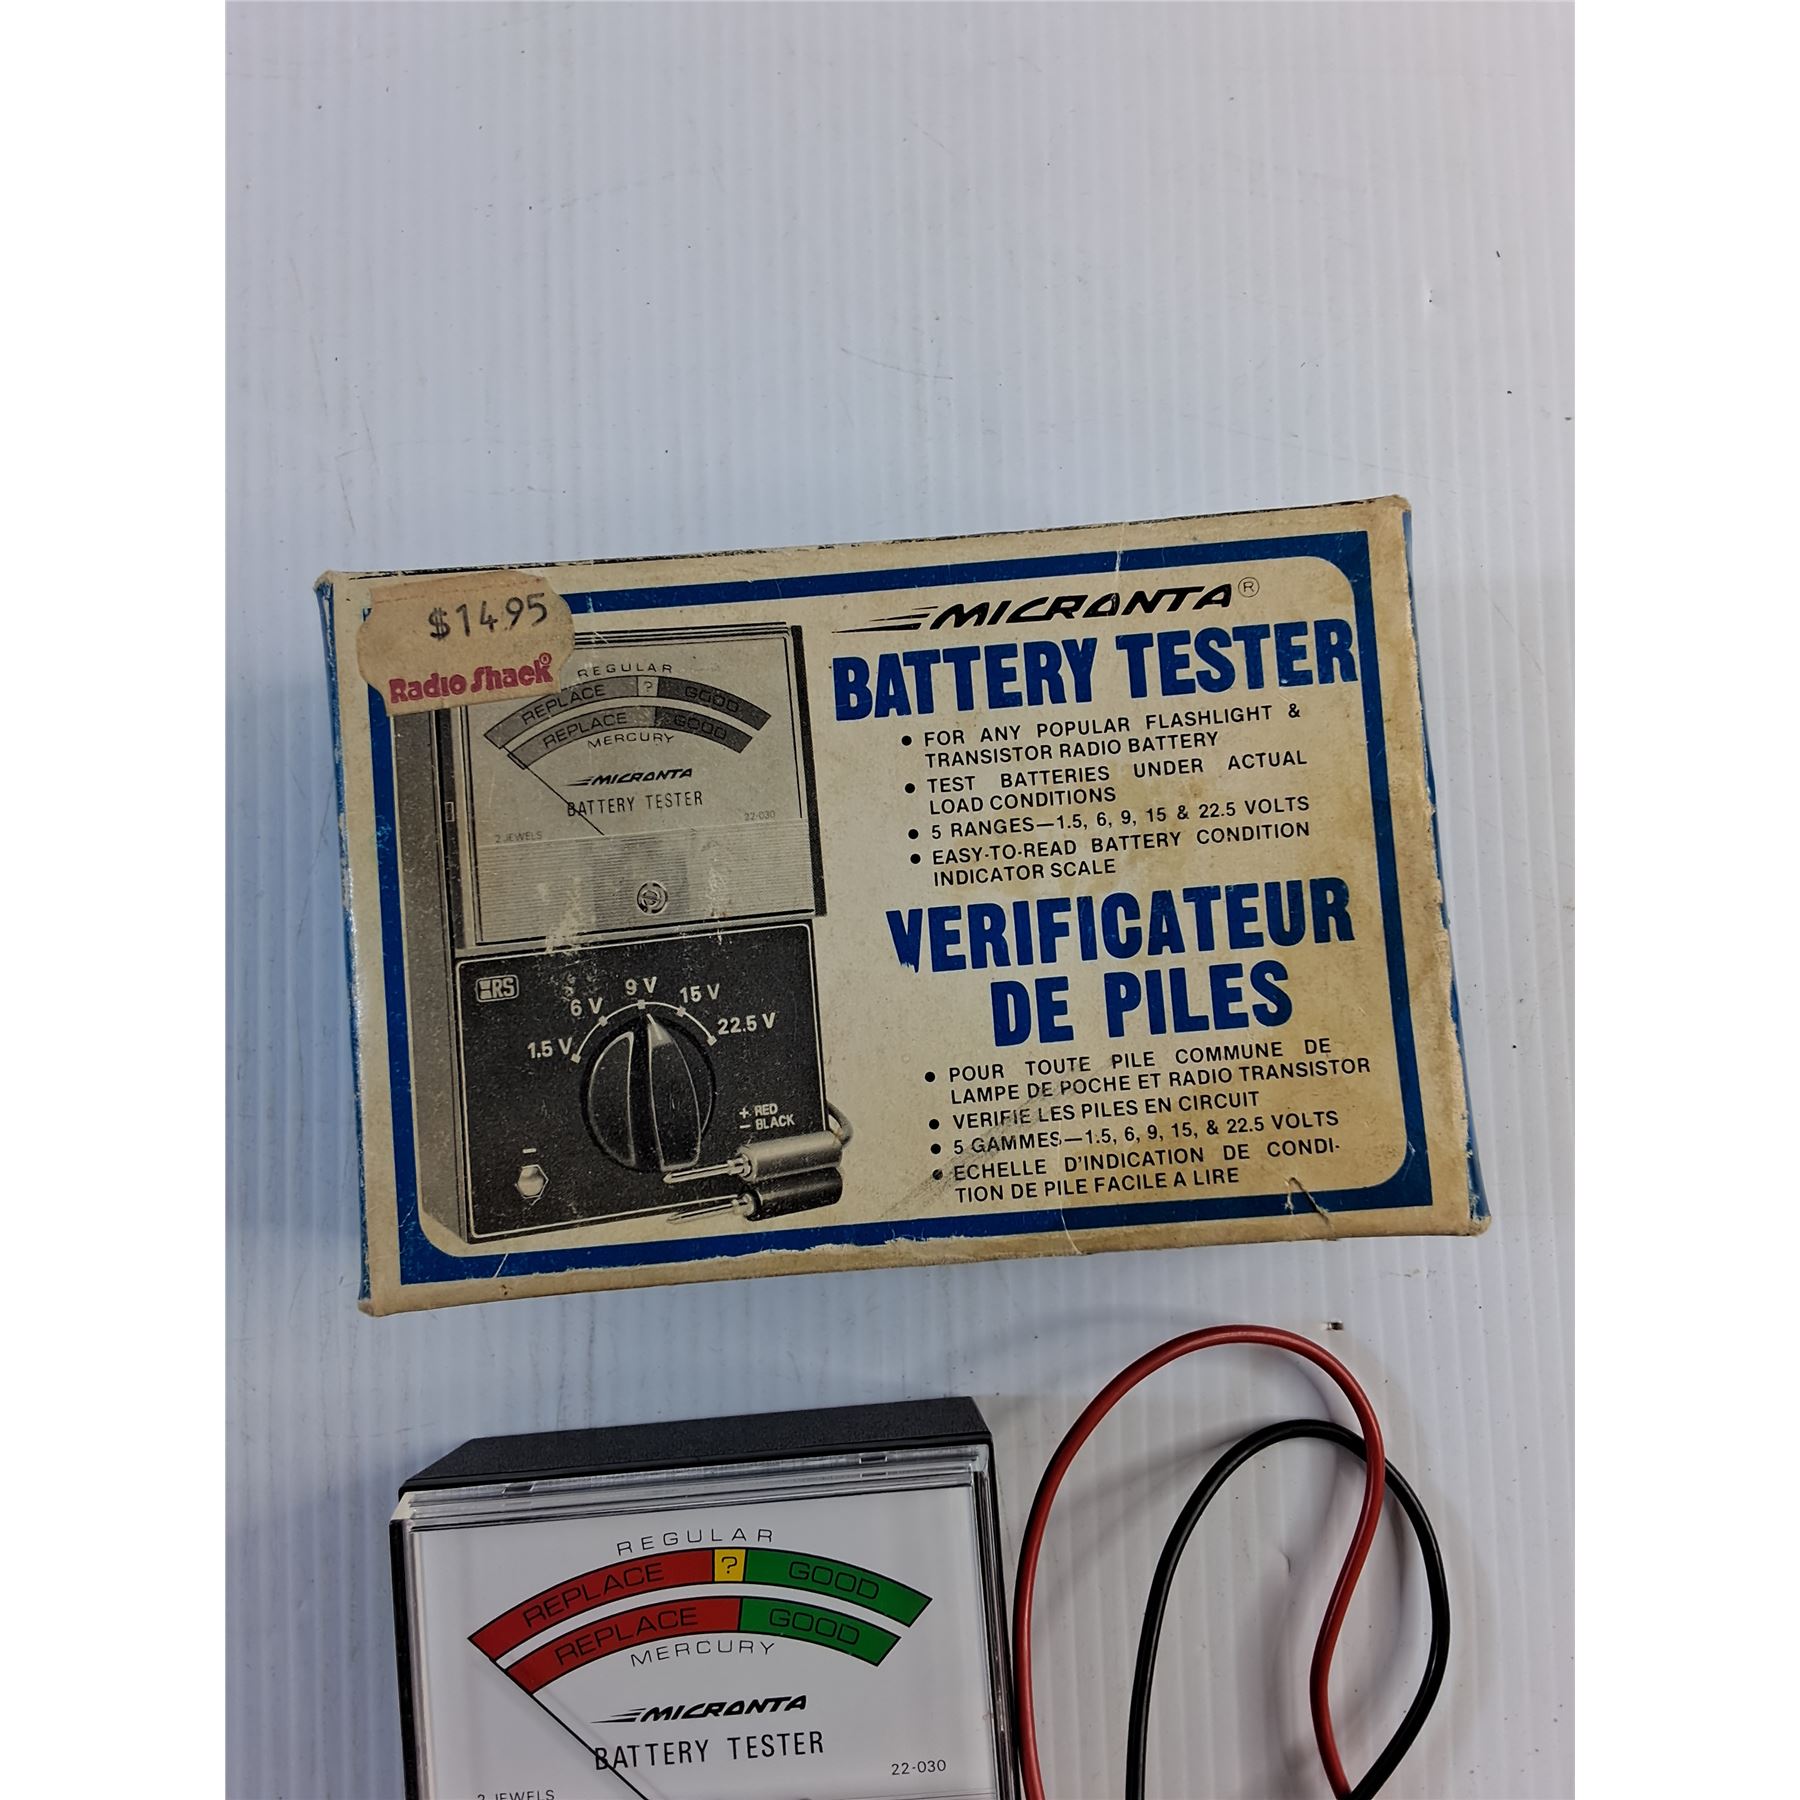 $14.95
Radio Shack®
REGULAR
REPLACE ? GOOD
REPLACE GOOD
MERCURY
MICRONTA
BATTERY TESTER
22-030
2 JEWELS
RS
1.5 V 6 V 9 V 15 V 22.5 V
+ RED
− BLACK
−
MICRONTA®
BATTERY TESTER
• FOR ANY POPULAR FLASHLIGHT &
TRANSISTOR RADIO BATTERY
• TEST BATTERIES UNDER ACTUAL
LOAD CONDITIONS
• 5 RANGES—1.5, 6, 9, 15 & 22.5 VOLTS
• EASY-TO-READ BATTERY CONDITION
INDICATOR SCALE
VERIFICATEUR
DE PILES
• POUR TOUTE PILE COMMUNE DE
LAMPE DE POCHE ET RADIO TRANSISTOR
• VERIFIE LES PILES EN CIRCUIT
• 5 GAMMES—1.5, 6, 9, 15, & 22.5 VOLTS
• ECHELLE D'INDICATION DE CONDI-
TION DE PILE FACILE A LIRE
REGULAR
REPLACE ? GOOD
REPLACE GOOD
MERCURY
MICRONTA
BATTERY TESTER
22-030
2 JEWELS